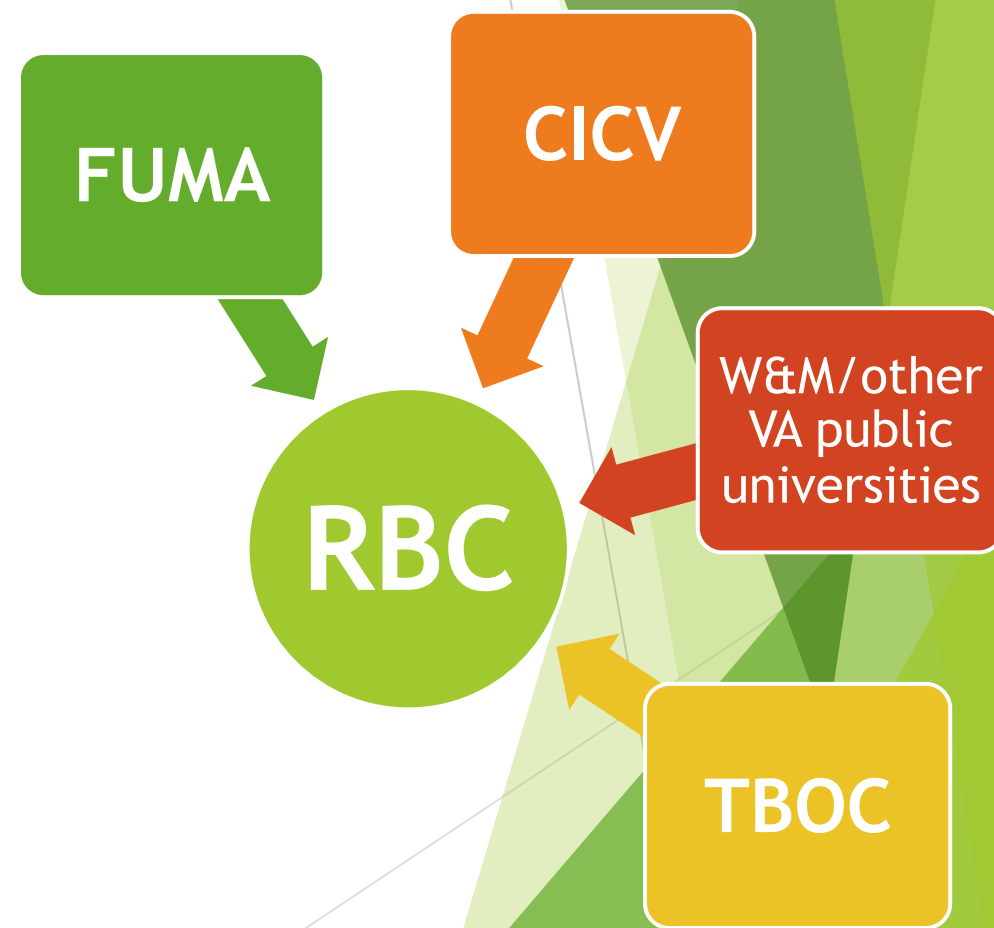 FUMA
CICV
W&M/other
VA public
universities
RBC
TBOC